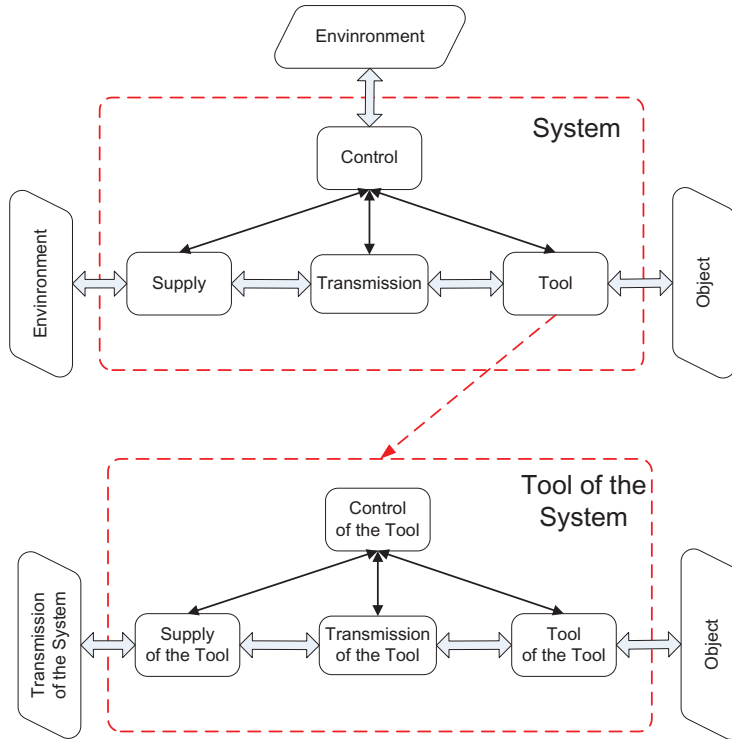 Envinronment
System
Control
Envinronment
Supply
Transmission
Tool
Object
Tool of the
System
Control
of the Tool
Transmission
of the System
Supply
of the Tool
Transmission
of the Tool
Tool
of the Tool
Object